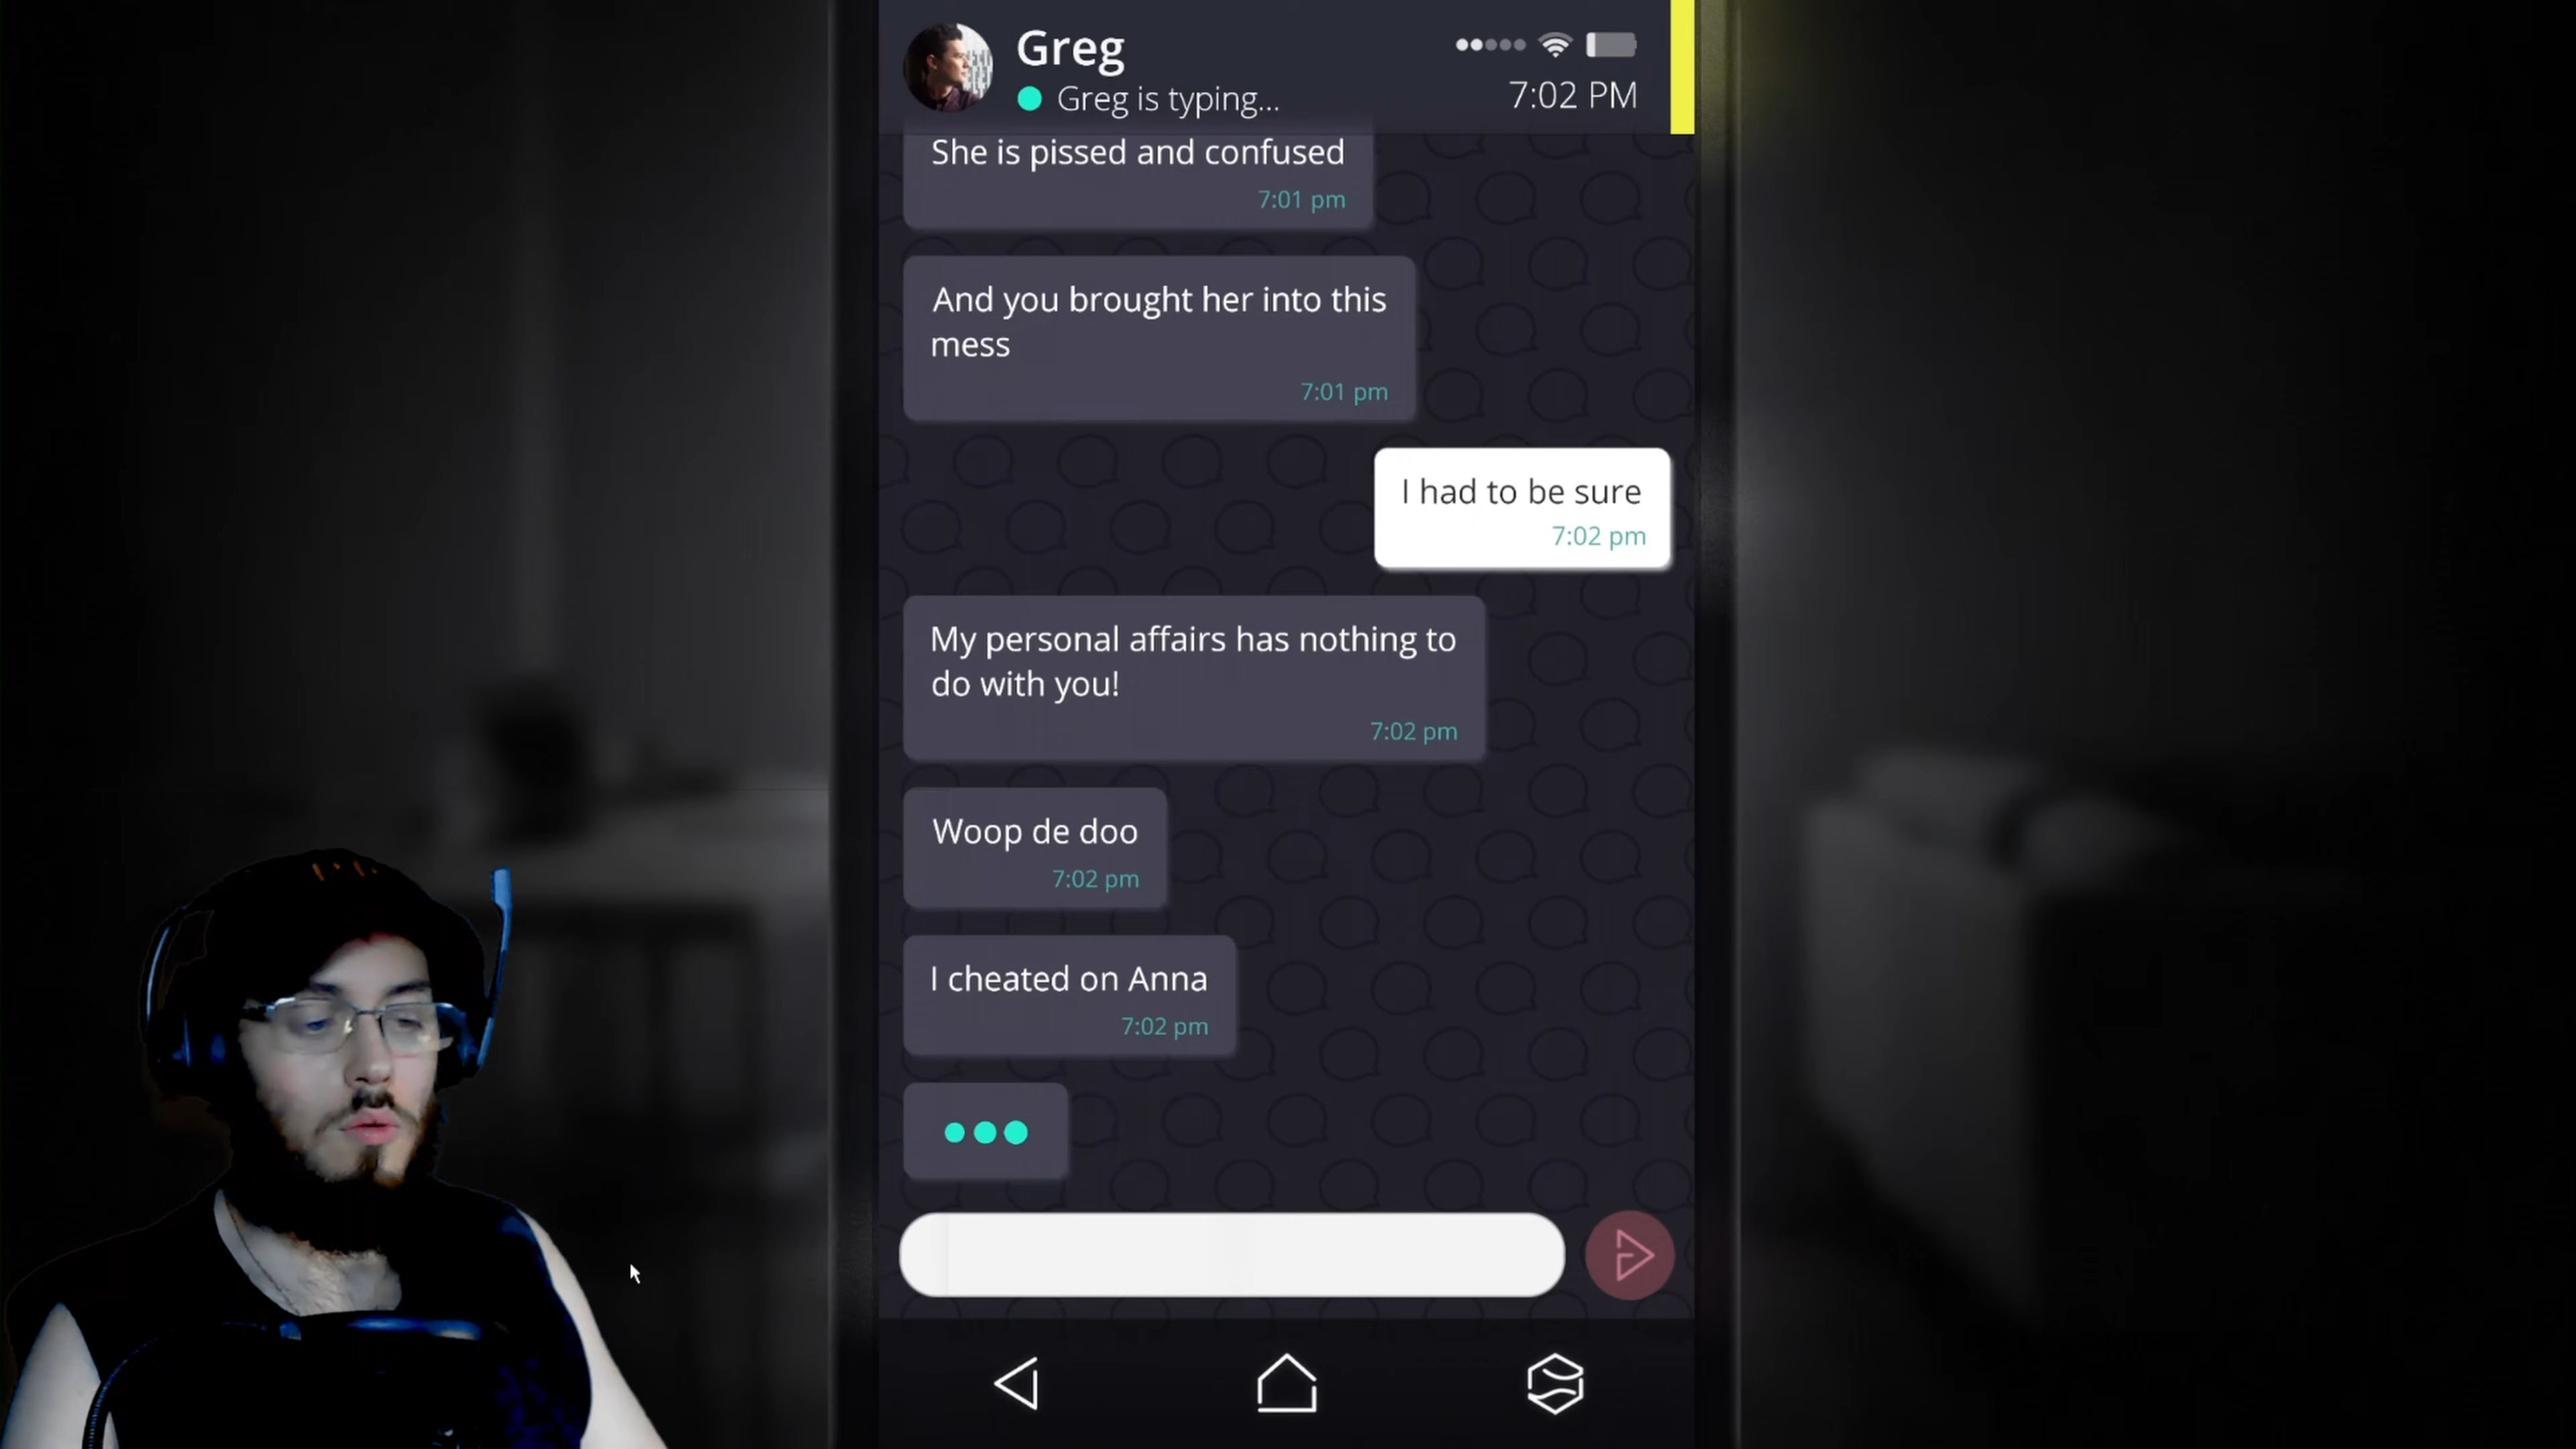 Greg
Greg is typing...
7:02 PM
She is pissed and confused
7:01 pm
And you brought her into this
mess
7:01 pm
I had to be sure
7:02 pm
My personal affairs has nothing to
do with you!
7:02 pm
Woop de doo
7:02 pm
I cheated on Anna
7:02 pm